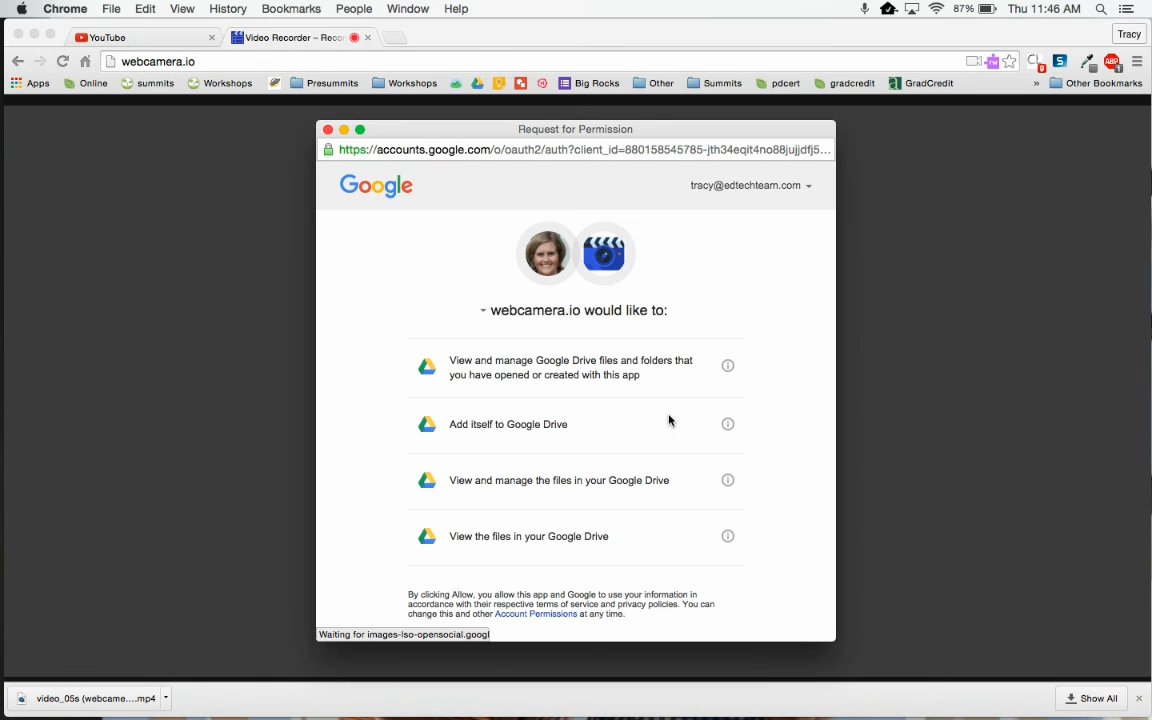 Chrome File Edit View History Bookmarks People Window Help 87% Thu 11:46 AM
YouTube Video Recorder – Recor Tracy
webcamera.io
Apps Online summits Workshops Presummits Workshops Big Rocks Other Summits pdcert gradcredit GradCredit » Other Bookmarks
Request for Permission
https://accounts.google.com/o/oauth2/auth?client_id=880158545785-jth34eqit4no88jujjdfj5...
Google tracy@edtechteam.com
webcamera.io would like to:
View and manage Google Drive files and folders that
you have opened or created with this app
Add itself to Google Drive
View and manage the files in your Google Drive
View the files in your Google Drive
By clicking Allow, you allow this app and Google to use your information in
accordance with their respective terms of service and privacy policies. You can
change this and other Account Permissions at any time.
Waiting for images-lso-opensocial.googl
video_05s (webcame....mp4 Show All